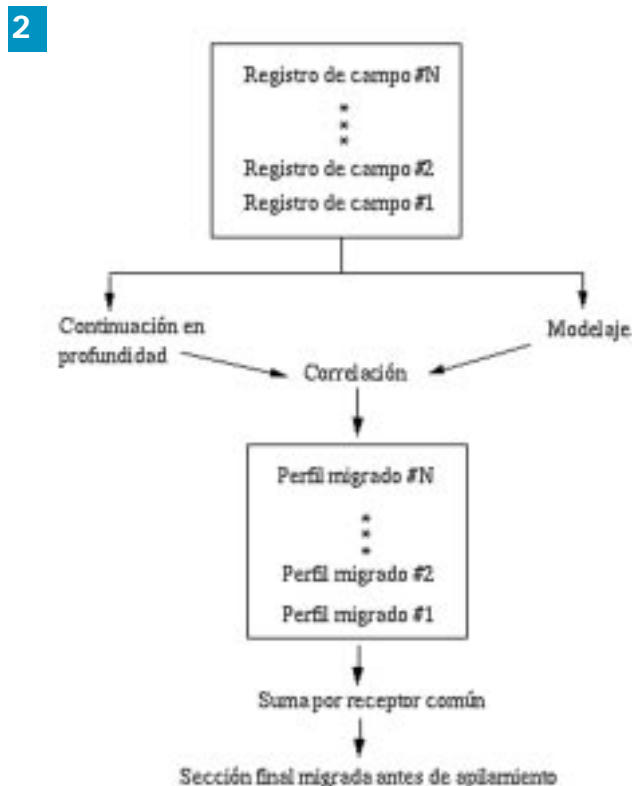 2
Registro de campo #N
*
*
*
Registro de campo #2
Registro de campo #1
Continuación en
profundidad
Modelaje
Correlación
Perfil migrado #N
*
*
*
Perfil migrado #2
Perfil migrado #1
Suma por receptor común
Sección final migrada antes de apilamiento